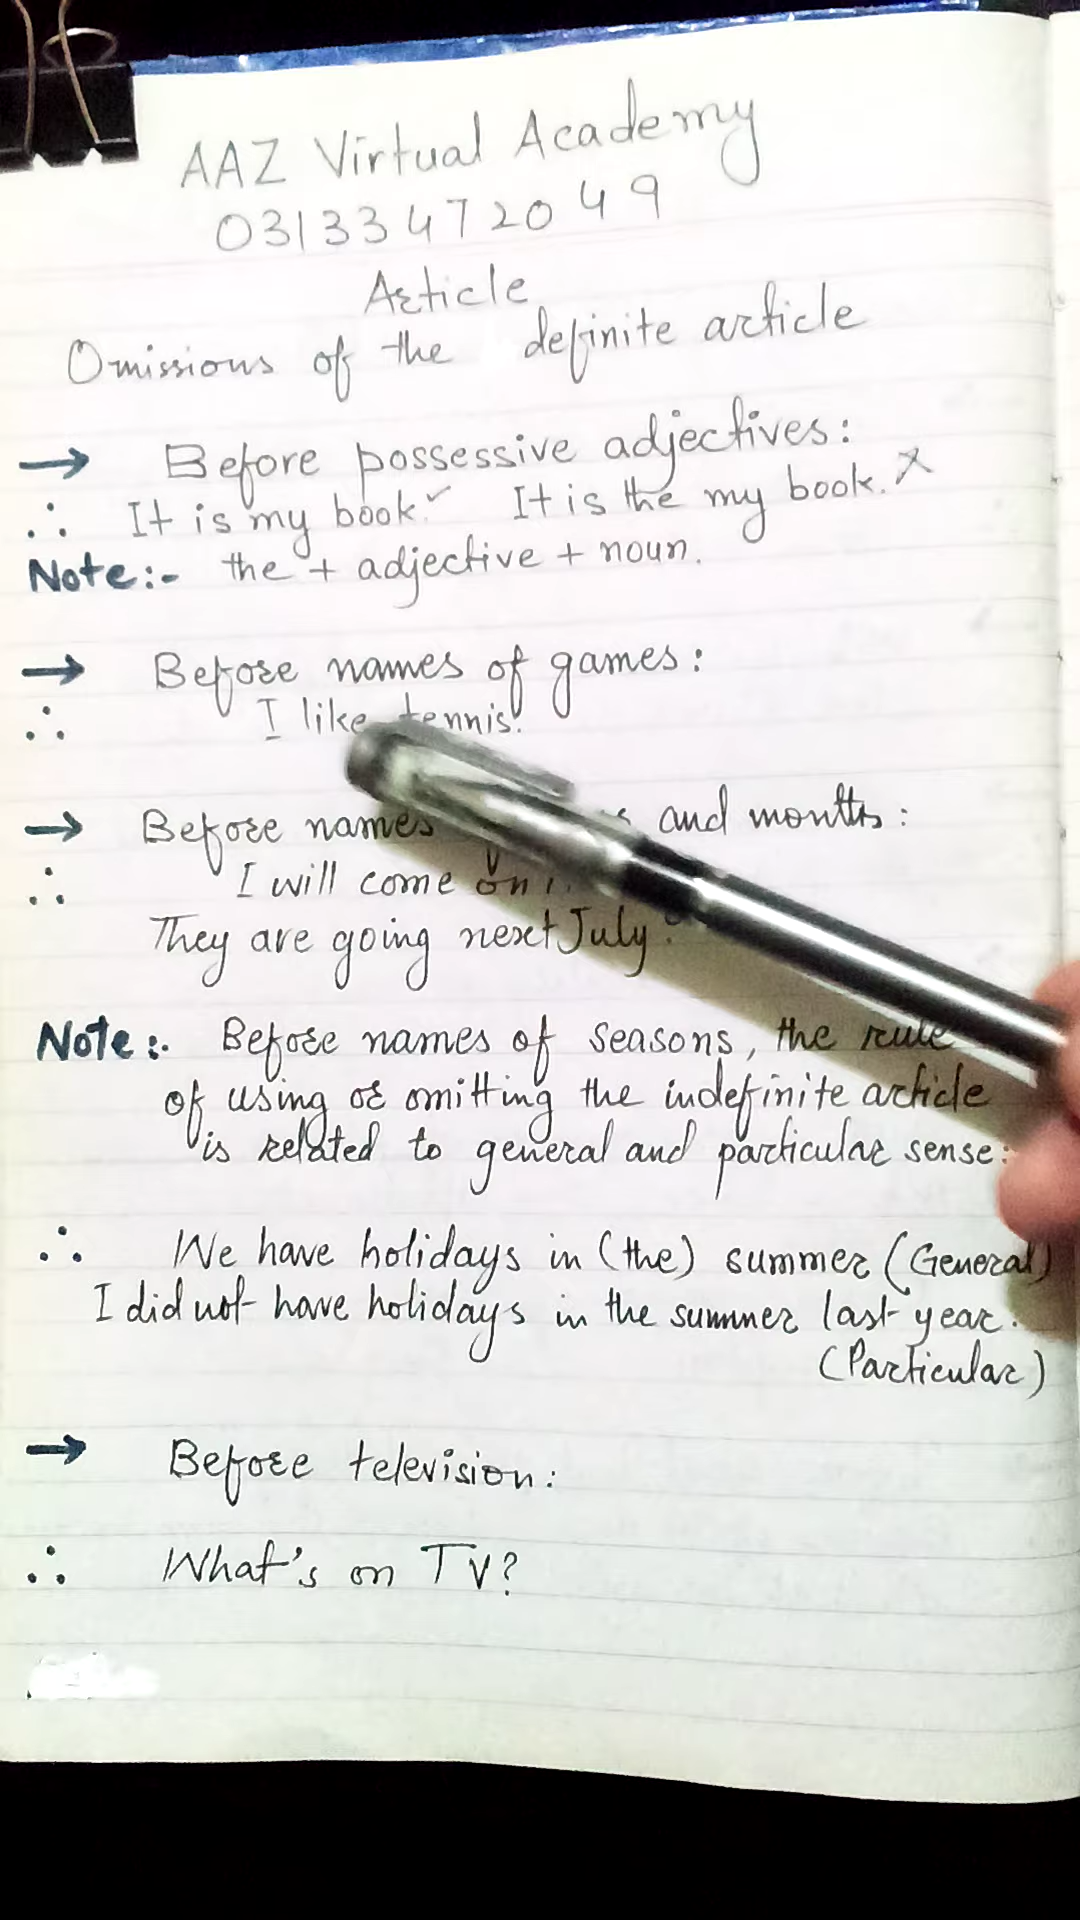 AAZ Virtual Academy
03133472049
Article
Omissions of the definite article
→ Before possessive adjectives:
∴ It is my book.✓ It is the my book.✗
Note:- the + adjective + noun.
→ Before names of games:
∴ I like tennis.
→ Before names and months:
∴ I will come on
They are going next July.
Note:- Before names of seasons, the rule
of using or omitting the indefinite article
is related to general and particular sense:
∴ We have holidays in (the) summer (General)
I did not have holidays in the summer last year.
(Particular)
→ Before television:
∴ What's on TV?